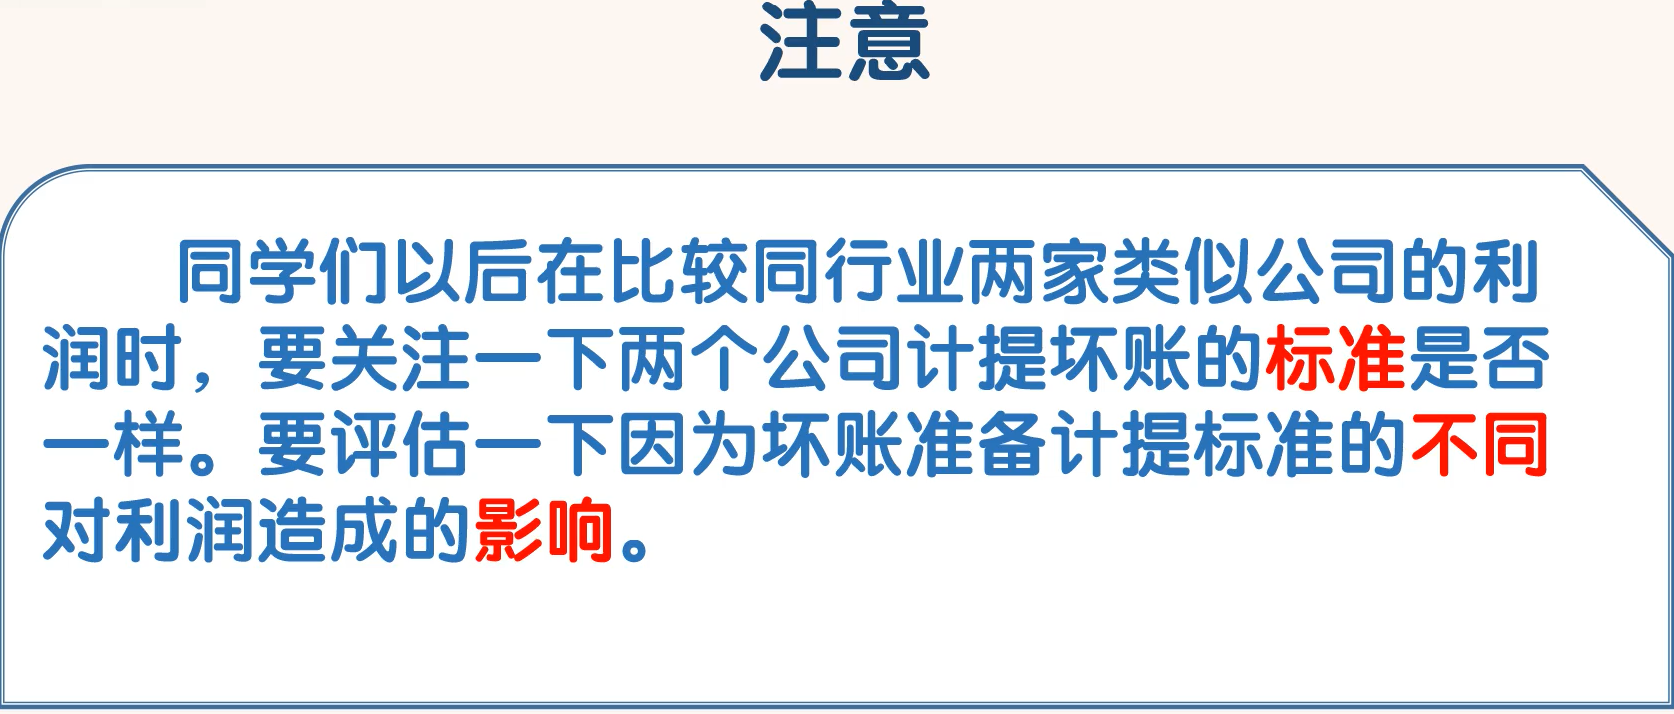 注意
同学们以后在比较同行业两家类似公司的利
润时，要关注一下两个公司计提坏账的标准是否
一样。要评估一下因为坏账准备计提标准的不同
对利润造成的影响。